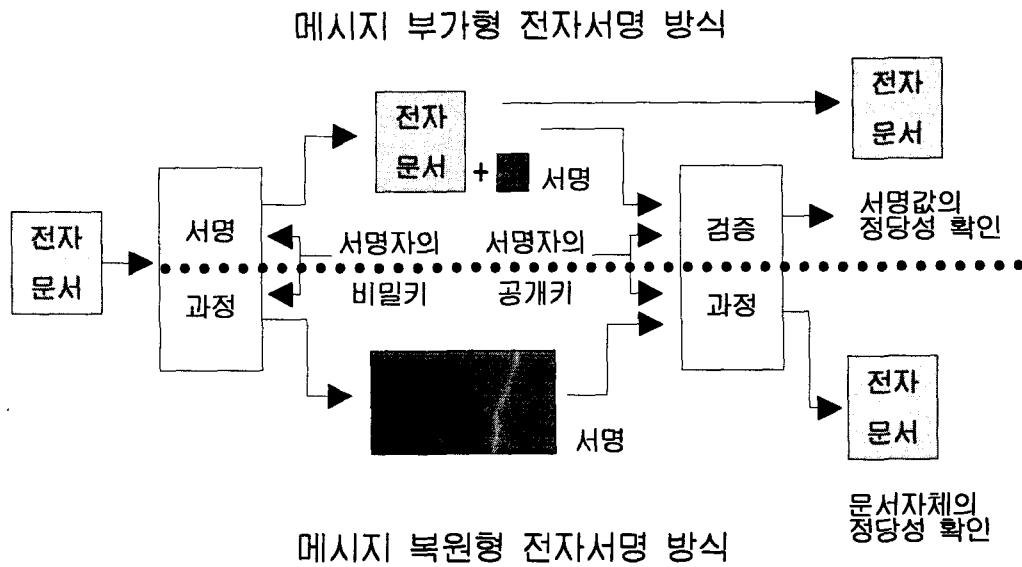 메시지 부가형 전자서명 방식
전자
문서
서명
과정
전자
문서
+ 서명
서명자의
비밀키
서명자의
공개키
서명
검증
과정
전자
문서
서명값의
정당성 확인
전자
문서
문서자체의
정당성 확인
메시지 복원형 전자서명 방식